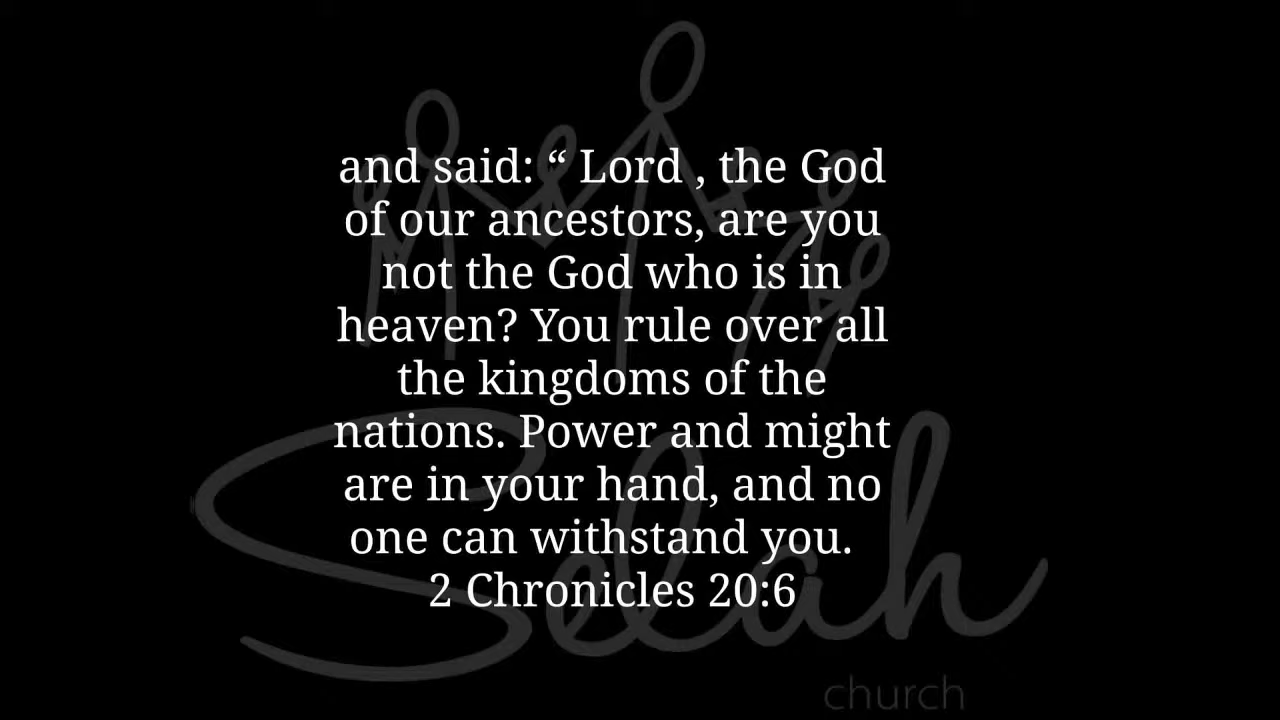 and said: “ Lord , the God
of our ancestors, are you
not the God who is in
heaven? You rule over all
the kingdoms of the
nations. Power and might
are in your hand, and no
one can withstand you.
2 Chronicles 20:6
Selah
church